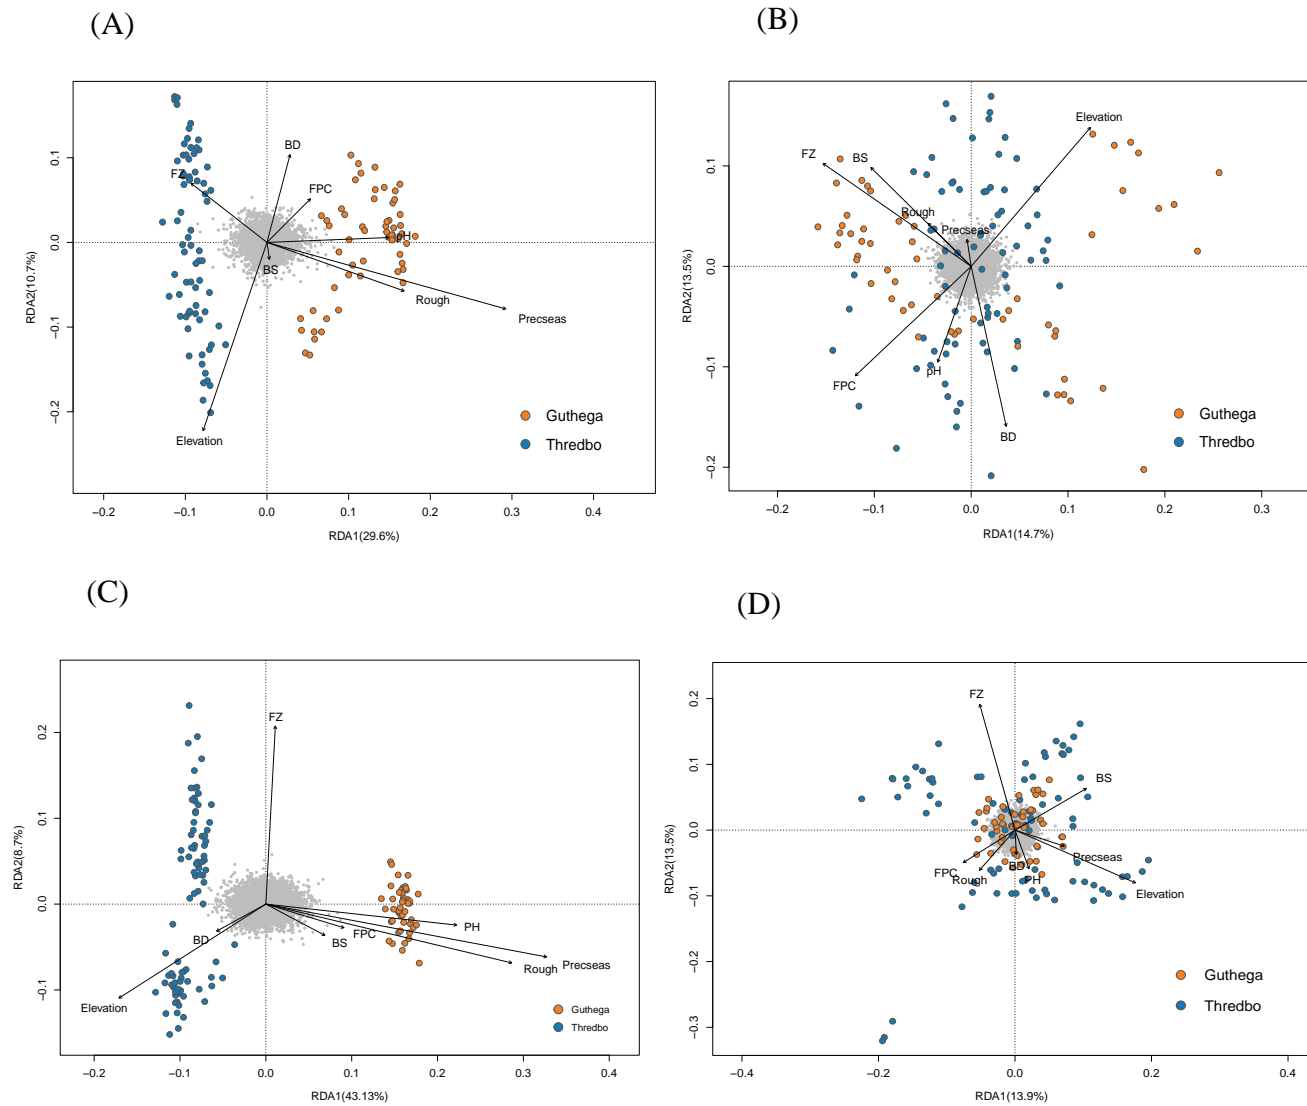 (A)
(B)
BD
FZ
FPC
pH
BS
Rough
Precseas
Elevation
Guthega
Thredbo
0.1
0.0
−0.1
−0.2
RDA2(10.7%)
−0.2
−0.1
0.0
0.1
0.2
0.3
0.4
RDA1(29.6%)
Elevation
FZ
BS
Rough
Precseas
FPC
pH
BD
Guthega
Thredbo
0.1
0.0
−0.1
−0.2
RDA2(13.5%)
−0.2
−0.1
0.0
0.1
0.2
0.3
RDA1(14.7%)
(C)
(D)
FZ
BD
BS
FPC
PH
Rough
Precseas
Elevation
Guthega
Thredbo
0.2
0.1
0.0
−0.1
RDA2(8.7%)
−0.2
−0.1
0.0
0.1
0.2
0.3
0.4
RDA1(43.13%)
FZ
BS
Precseas
FPC
Rough
BD
PH
Elevation
Guthega
Thredbo
0.2
0.1
0.0
−0.1
−0.2
−0.3
RDA2(13.5%)
−0.4
−0.2
0.0
0.2
0.4
RDA1(13.9%)